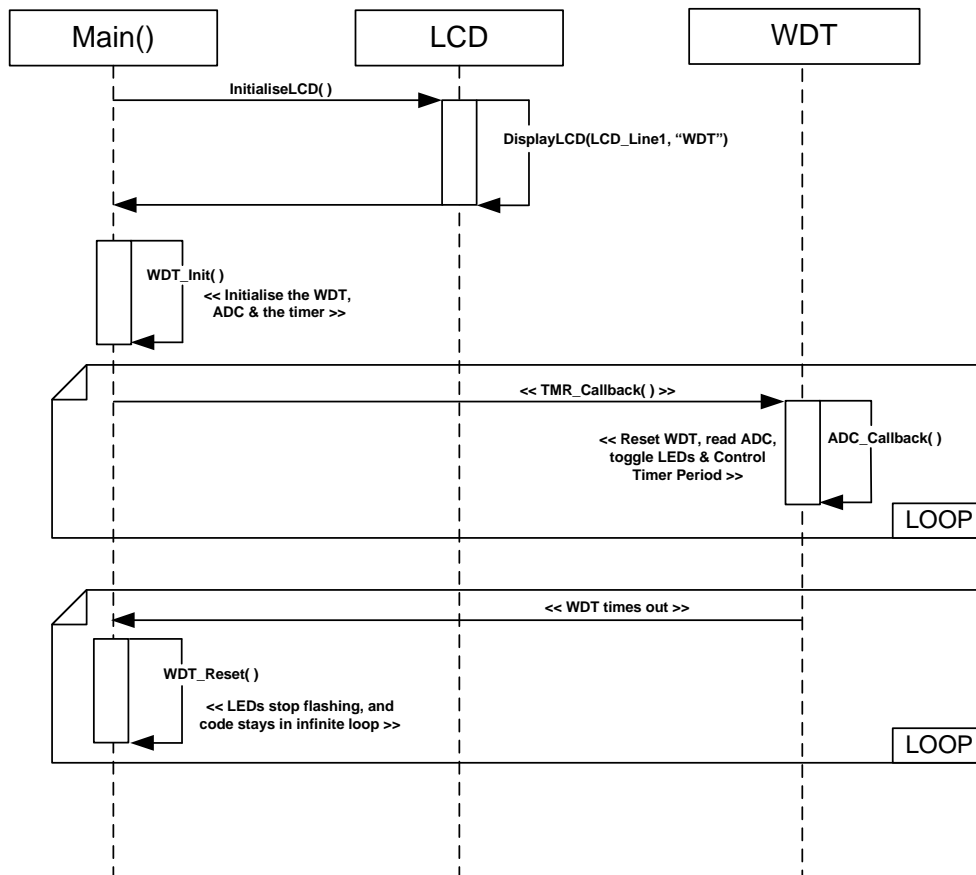 Main()
LCD
WDT
InitialiseLCD( )
DisplayLCD(LCD_Line1, “WDT”)
WDT_Init( )
<< Initialise the WDT,
ADC & the timer >>
<< TMR_Callback( ) >>
<< Reset WDT, read ADC,
toggle LEDs & Control
Timer Period >>
ADC_Callback( )
LOOP
<< WDT times out >>
WDT_Reset( )
<< LEDs stop flashing, and
code stays in infinite loop >>
LOOP